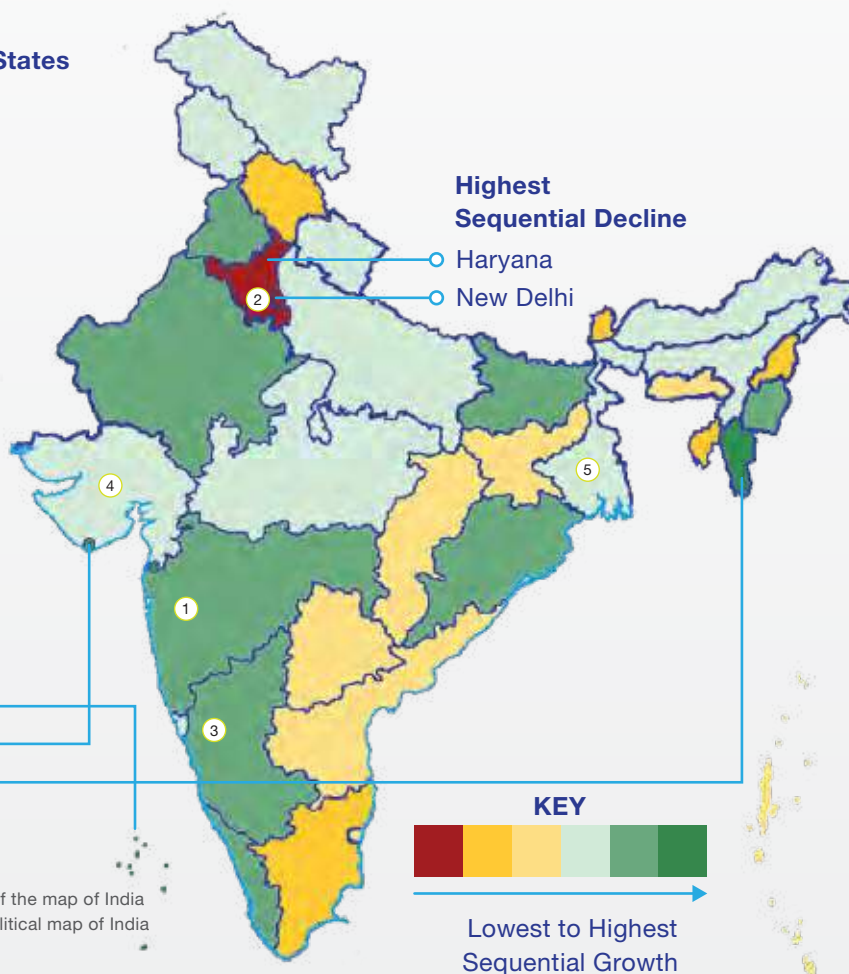 States
Highest
Sequential Decline
Haryana
New Delhi
2
4
5
1
3
KEY
of the map of India
litical map of India
Lowest to Highest
Sequential Growth